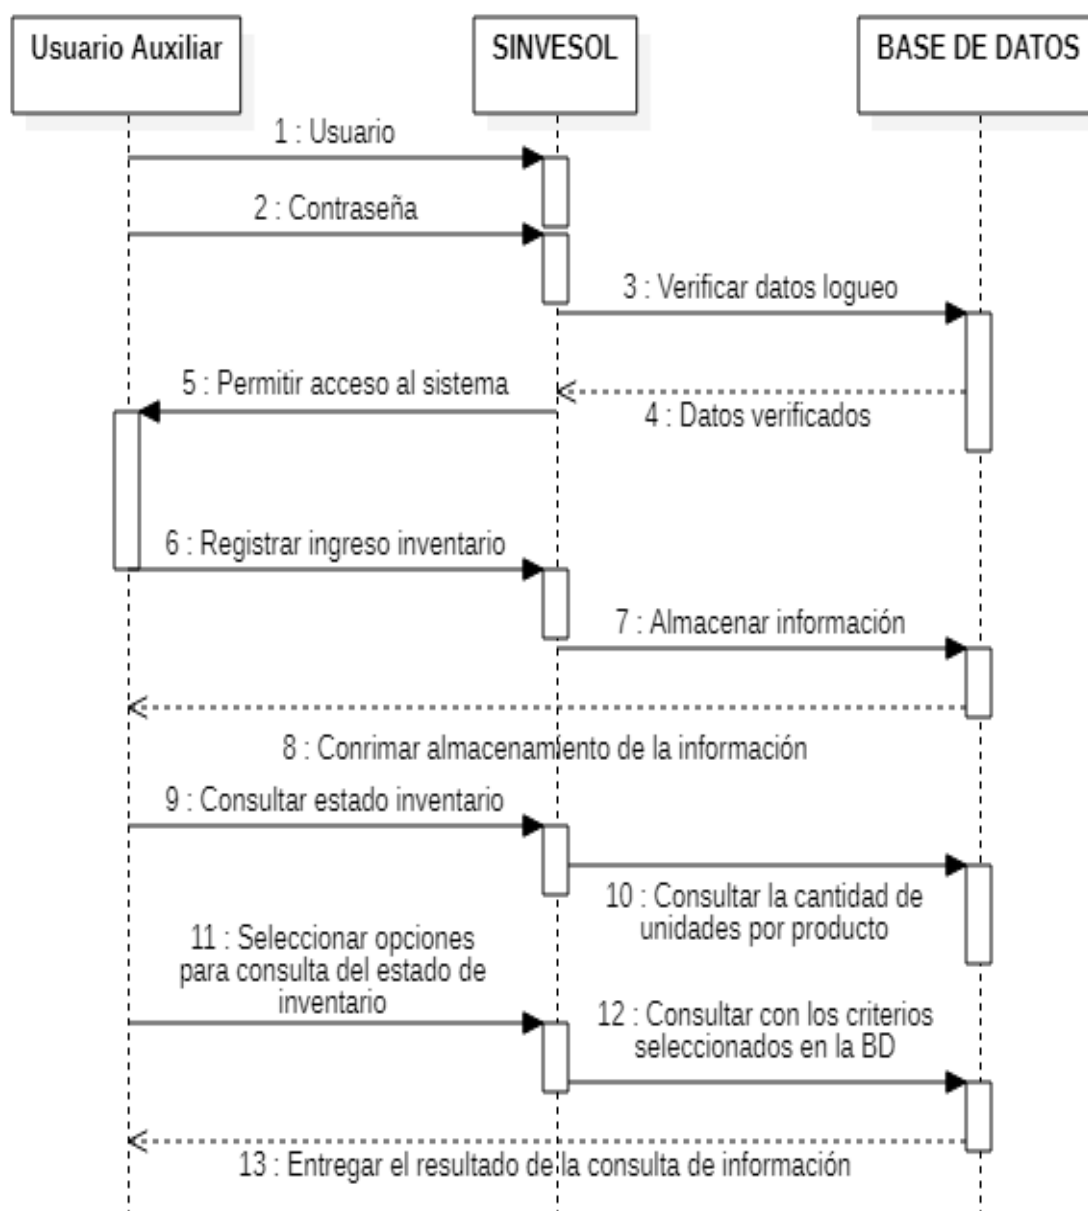 Usuario Auxiliar
SINVESOL
BASE DE DATOS
1 : Usuario
2 : Contraseña
3 : Verificar datos logueo
5 : Permitir acceso al sistema
4 : Datos verificados
6 : Registrar ingreso inventario
7 : Almacenar información
8 : Conrimar almacenamiento de la información
9 : Consultar estado inventario
10 : Consultar la cantidad de
unidades por producto
11 : Seleccionar opciones
para consulta del estado de
inventario
12 : Consultar con los criterios
seleccionados en la BD
13 : Entregar el resultado de la consulta de información